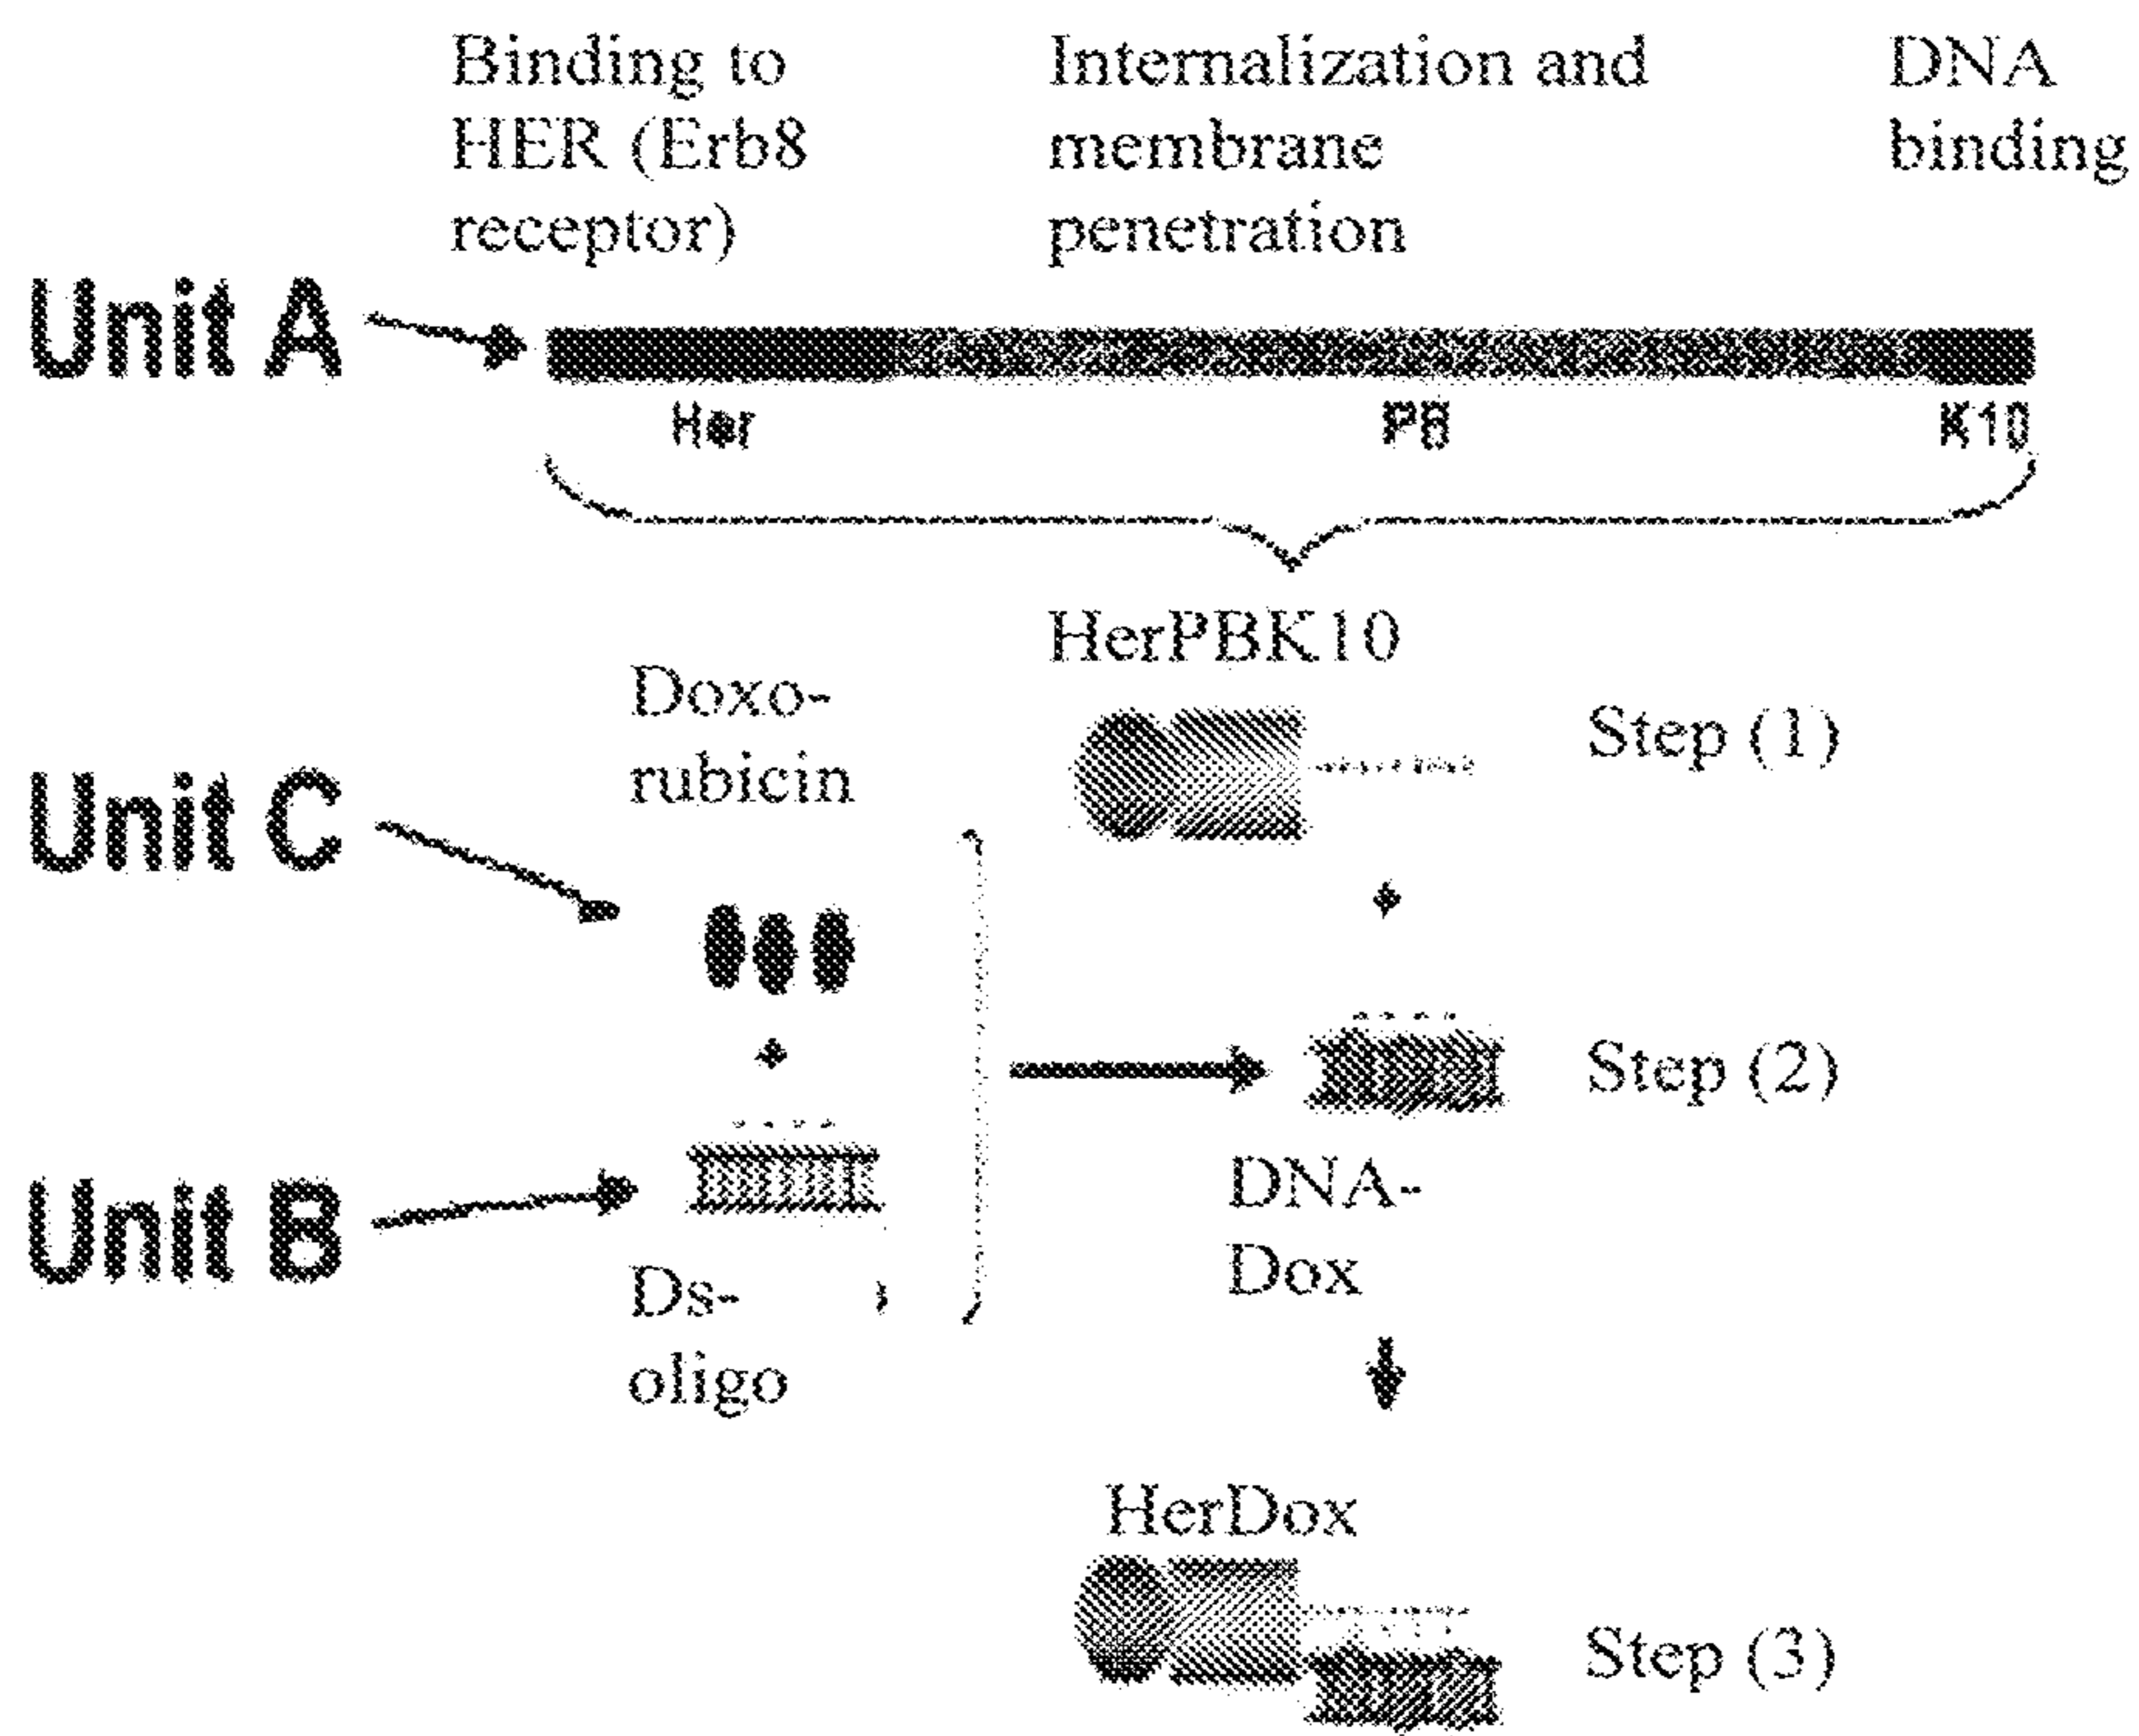 Binding to
HER (Erb8
receptor)
Internalization and
membrane
penetration
DNA
binding
Unit A
Her
PB
K10
HerPBK10
Doxo-
rubicin
Step (1)
Unit C
Step (2)
Unit B
DNA-
Dox
Ds-
oligo
HerDox
Step (3)